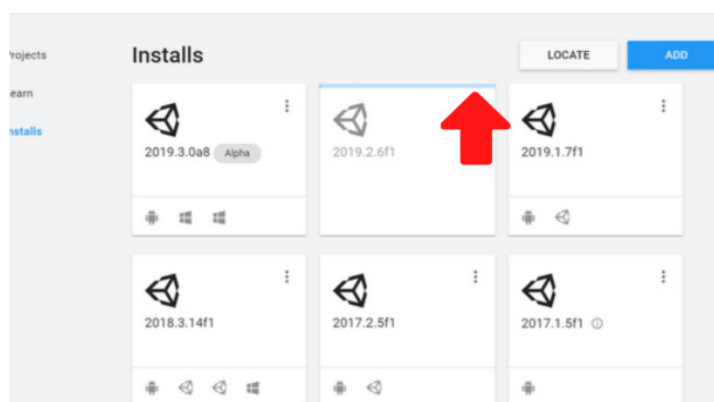 Projects
Installs
LOCATE
ADD
earn
nstalls
2019.3.0a8 Alpha
2019.2.6f1
2019.1.7f1
2018.3.14f1
2017.2.5f1
2017.1.5f1